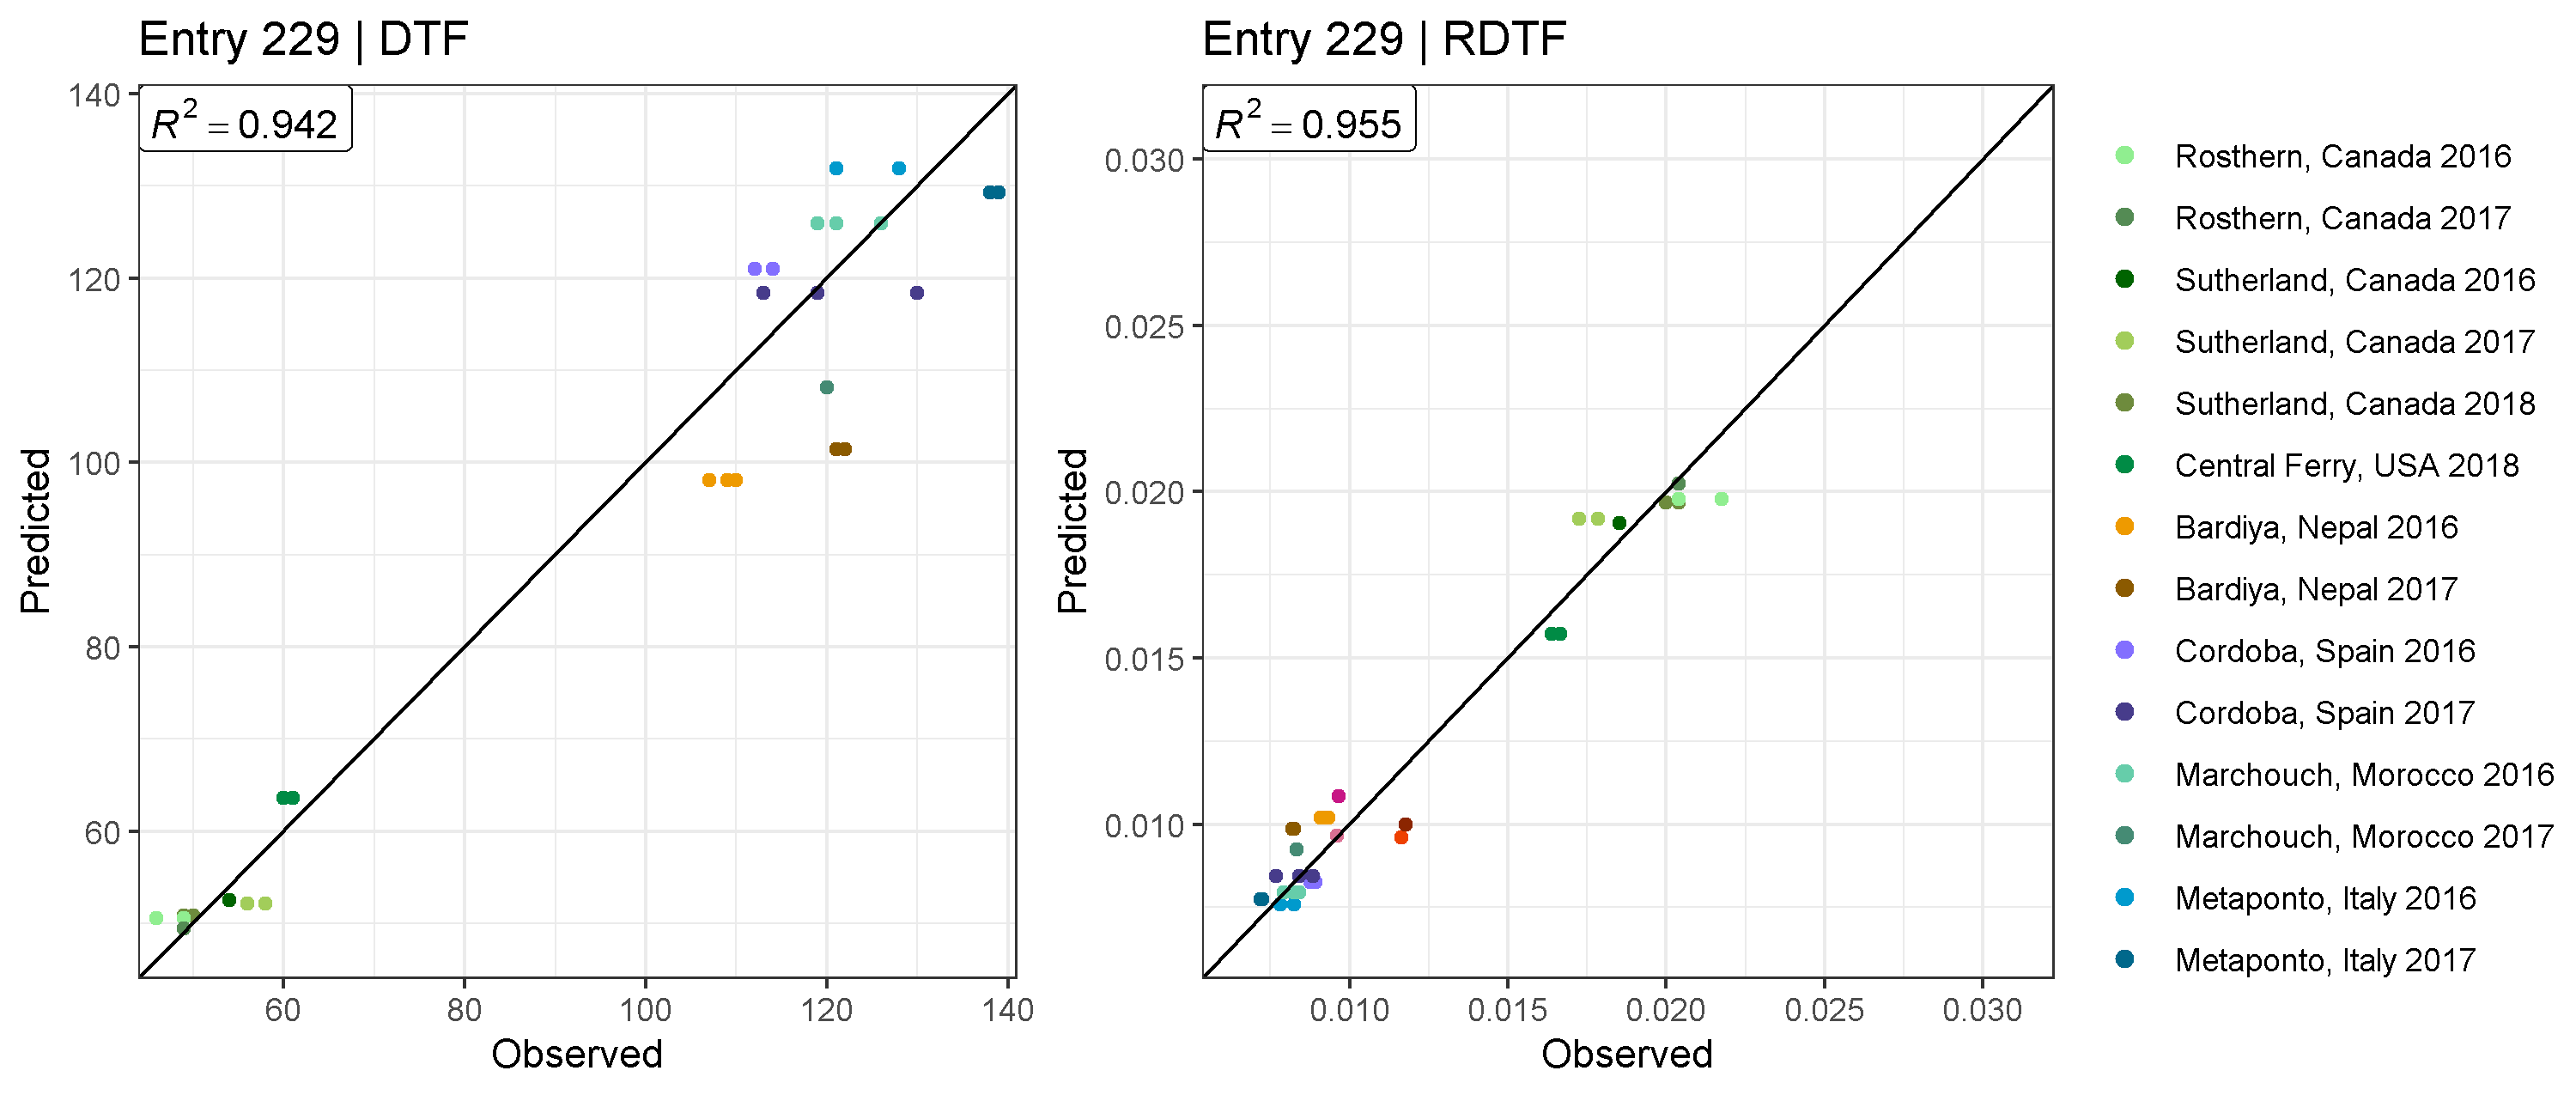 Entry 229 | DTF
R² = 0.942
140
120
100
80
60
Predicted
60 80 100 120 140
Observed
Entry 229 | RDTF
R² = 0.955
0.030
0.025
0.020
0.015
0.010
Predicted
0.010 0.015 0.020 0.025 0.030
Observed
Rosthern, Canada 2016
Rosthern, Canada 2017
Sutherland, Canada 2016
Sutherland, Canada 2017
Sutherland, Canada 2018
Central Ferry, USA 2018
Bardiya, Nepal 2016
Bardiya, Nepal 2017
Cordoba, Spain 2016
Cordoba, Spain 2017
Marchouch, Morocco 2016
Marchouch, Morocco 2017
Metaponto, Italy 2016
Metaponto, Italy 2017